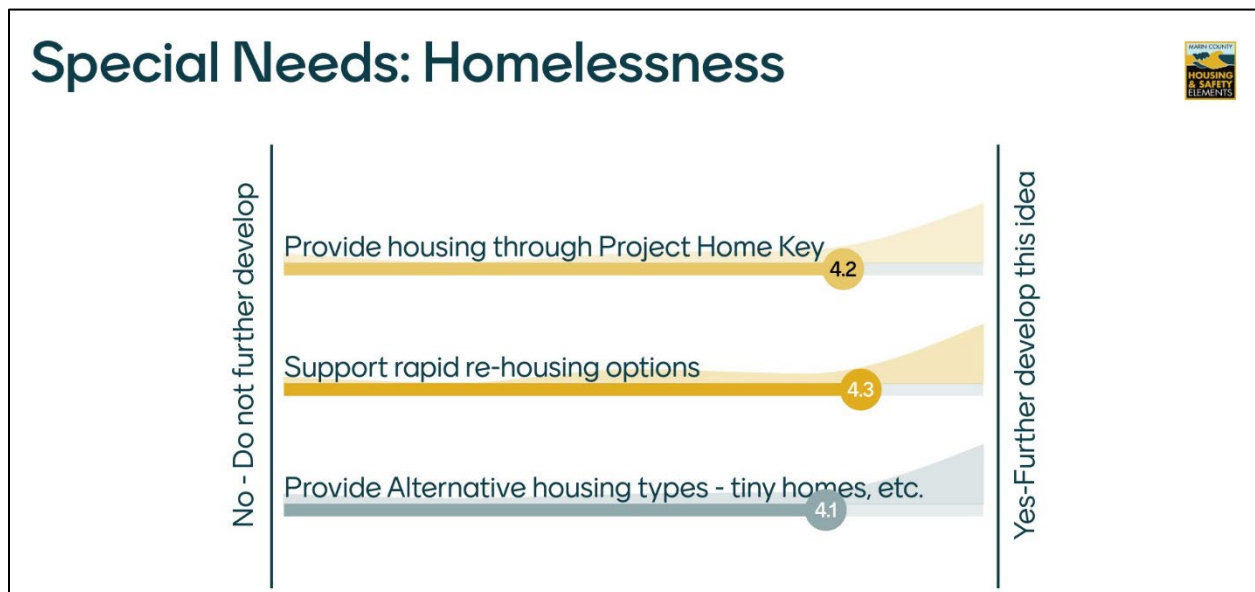 Special Needs: Homelessness
MARIN COUNTY
HOUSING
& SAFETY
ELEMENTS
No - Do not further develop
Provide housing through Project Home Key
4.2
Support rapid re-housing options
4.3
Provide Alternative housing types - tiny homes, etc.
4.1
Yes-Further develop this idea